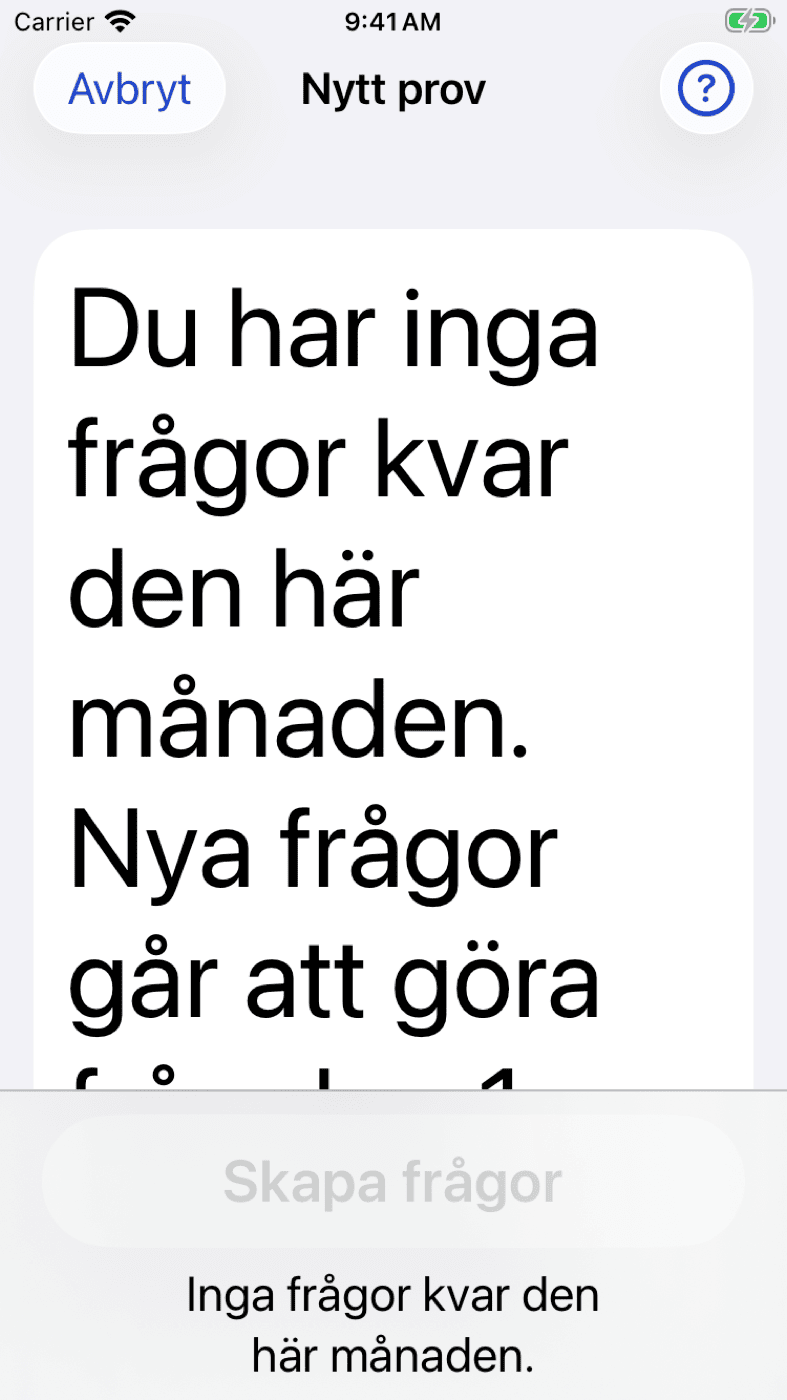 Carrier
9:41 AM
Avbryt
Nytt prov
?
Du har inga
frågor kvar
den här
månaden.
Nya frågor
går att göra
Skapa frågor
Inga frågor kvar den
här månaden.